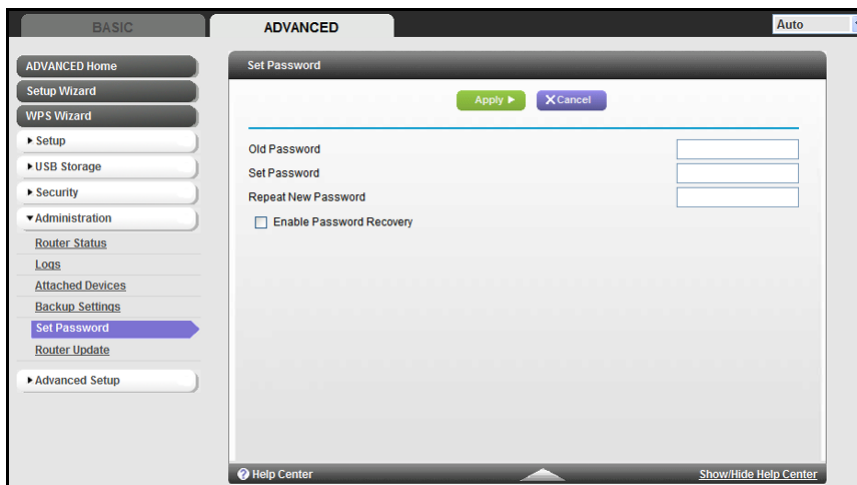 BASIC
ADVANCED
Auto
ADVANCED Home
Setup Wizard
WPS Wizard
Setup
USB Storage
Security
Administration
Router Status
Logs
Attached Devices
Backup Settings
Set Password
Router Update
Advanced Setup
Set Password
Apply
X Cancel
Old Password
Set Password
Repeat New Password
Enable Password Recovery
? Help Center
Show/Hide Help Center